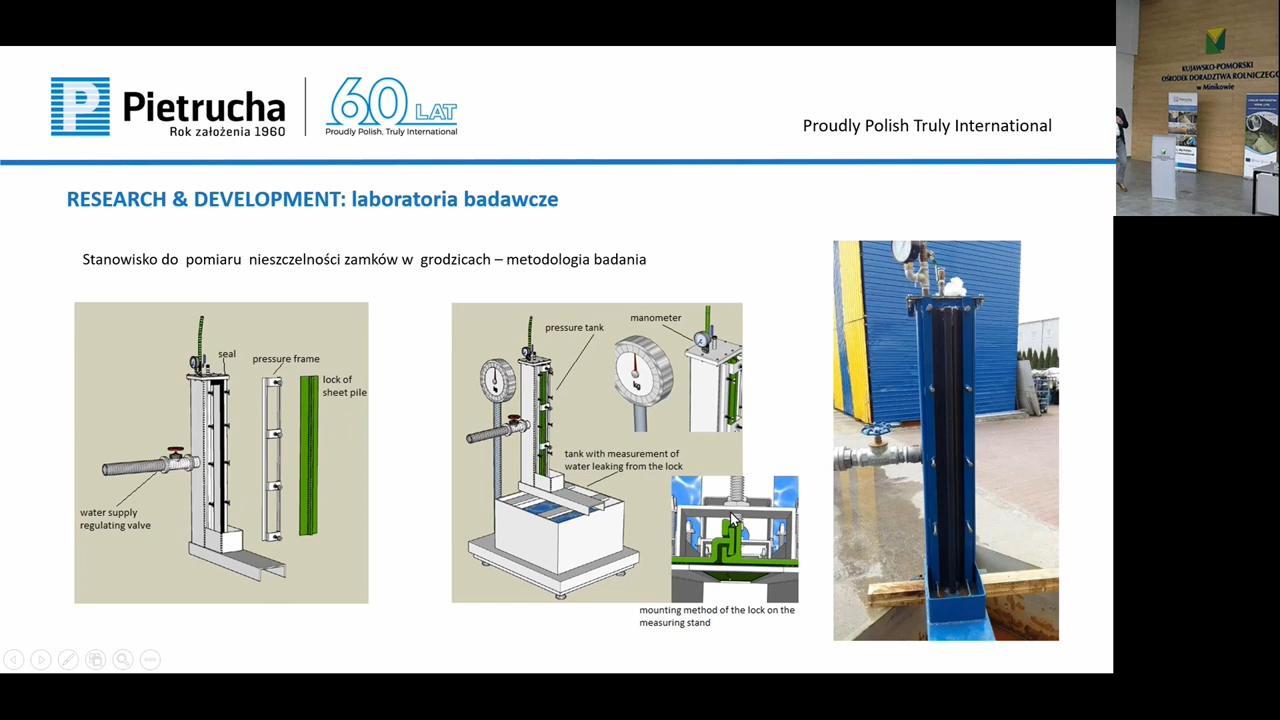 Pietrucha
Rok założenia 1960
60 LAT
Proudly Polish, Truly International
Proudly Polish Truly International
RESEARCH & DEVELOPMENT: laboratoria badawcze
Stanowisko do pomiaru nieszczelności zamków w grodzicach – metodologia badania
seal
pressure frame
lock of
sheet pile
water supply
regulating valve
pressure tank
manometer
kg
tank with measurement of
water leaking from the lock
mounting method of the lock on the
measuring stand
KUJAWSKO-POMORSKI
OŚRODEK DORADZTWA ROLNICZEGO
w Minikowie